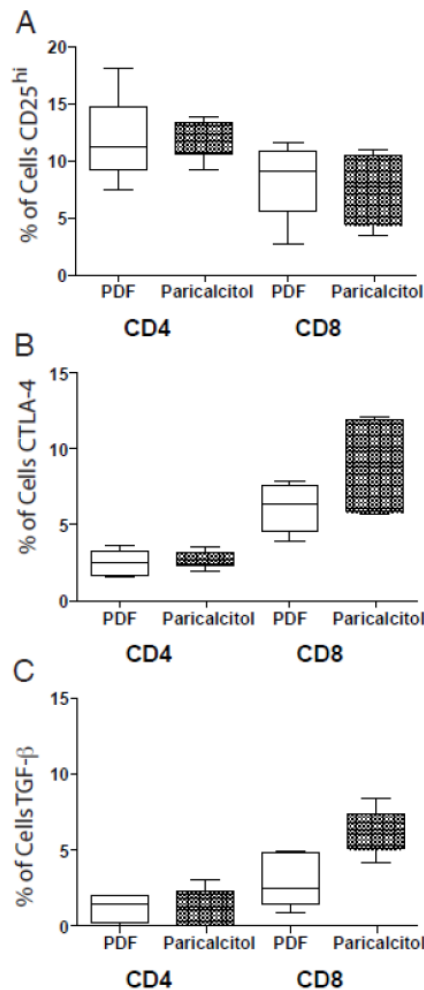 A
% of Cells CD25hi
20
15
10
5
0
PDF Paricalcitol PDF Paricalcitol
CD4 CD8
B
% of Cells CTLA-4
15
10
5
0
PDF Paricalcitol PDF Paricalcitol
CD4 CD8
C
% of CellsTGF-β
15
10
5
0
PDF Paricalcitol PDF Paricalcitol
CD4 CD8